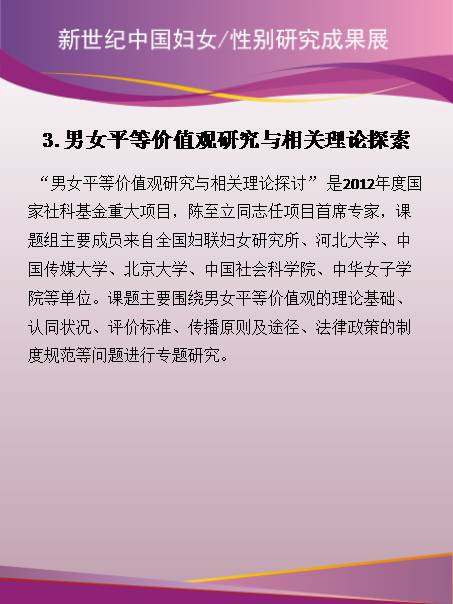 新世纪中国妇女/性别研究成果展
3.男女平等价值观研究与相关理论探索
“男女平等价值观研究与相关理论探讨” 是2012年度国
家社科基金重大项目，陈至立同志任项目首席专家，课
题组主要成员来自全国妇联妇女研究所、河北大学、中
国传媒大学、北京大学、中国社会科学院、中华女子学
院等单位。课题主要围绕男女平等价值观的理论基础、
认同状况、评价标准、传播原则及途径、法律政策的制
度规范等问题进行专题研究。